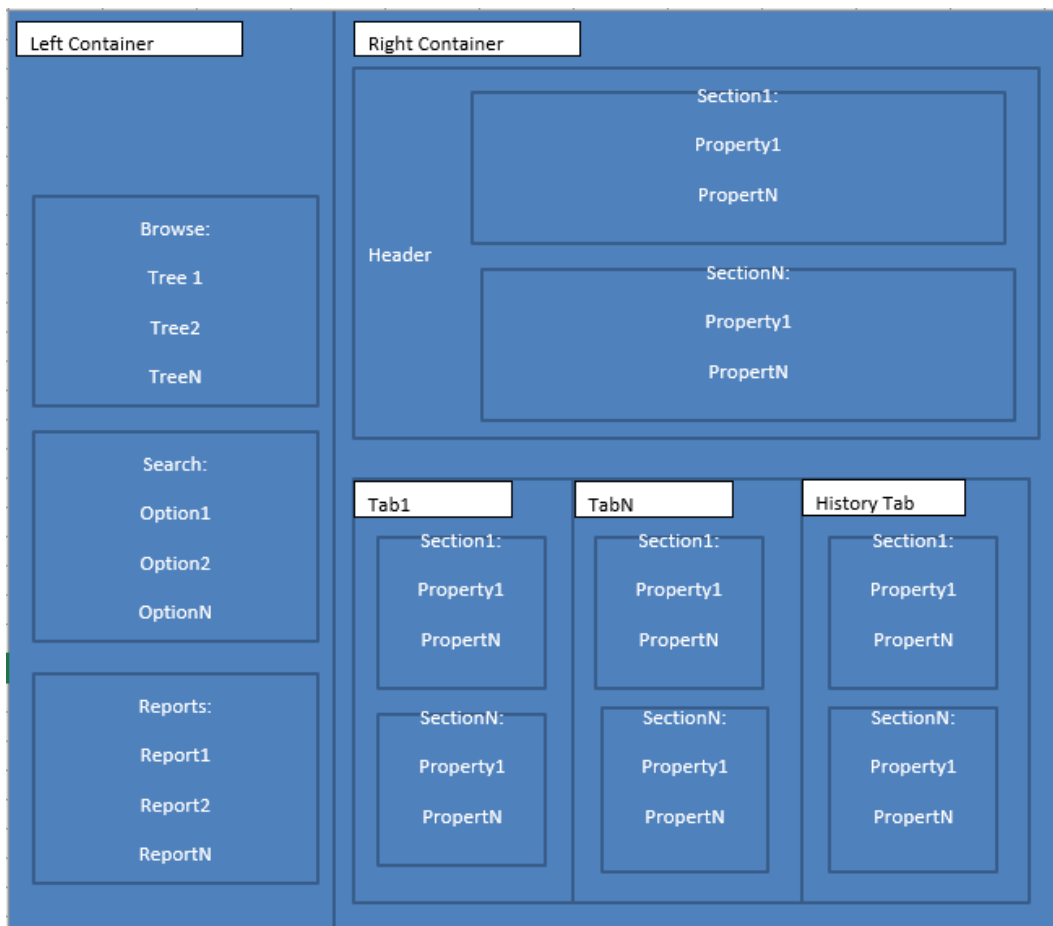 Left Container
Browse:
Tree 1
Tree2
TreeN
Search:
Option1
Option2
OptionN
Reports:
Report1
Report2
ReportN
Right Container
Header
Section1:
Property1
PropertN
SectionN:
Property1
PropertN
Tab1
Section1:
Property1
PropertN
SectionN:
Property1
PropertN
TabN
Section1:
Property1
PropertN
SectionN:
Property1
PropertN
History Tab
Section1:
Property1
PropertN
SectionN:
Property1
PropertN